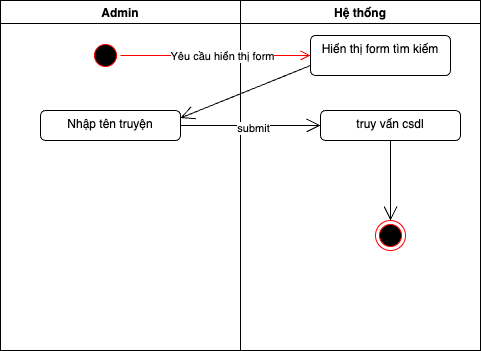 Admin
Hệ thống
Yêu cầu hiển thị form
Hiển thị form tìm kiếm
Nhập tên truyện
submit
truy vấn csdl